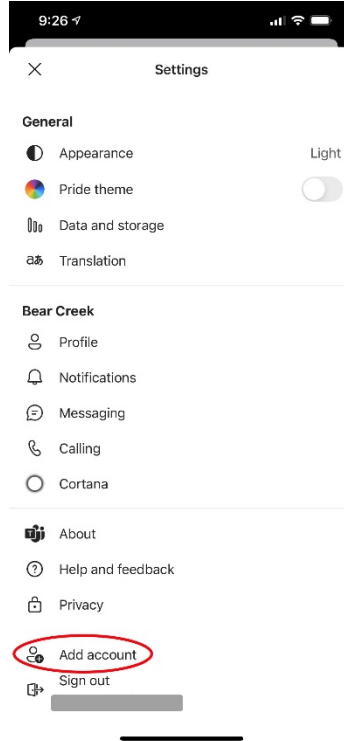 9:26
Settings
General
Appearance Light
Pride theme
Data and storage
aあ Translation
Bear Creek
Profile
Notifications
Messaging
Calling
Cortana
About
Help and feedback
Privacy
Add account
Sign out